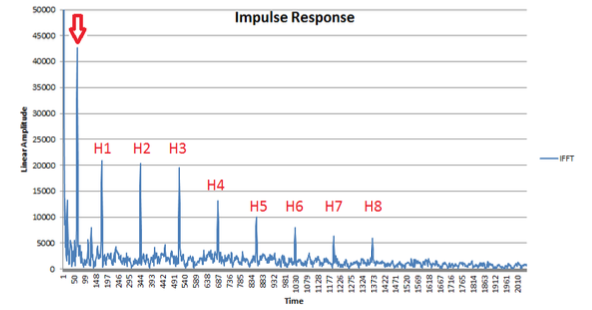 Impulse Response
50000
45000
40000
35000
30000
25000
20000
15000
10000
5000
0
Linear Amplitude
H1 H2 H3
H4
H5 H6 H7 H8
IFFT
1 50 99 148 197 246 295 344 393 442 491 540 589 638 687 736 785 834 883 932 981 1030 1079 1128 1177 1226 1275 1324 1373 1422 1471 1520 1569 1618 1667 1716 1765 1814 1863 1912 1961 2010
Time